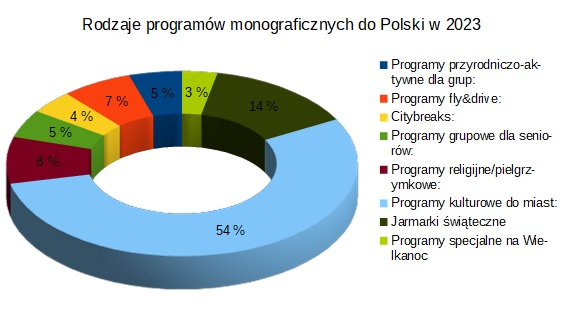 Rodzaje programów monograficznych do Polski w 2023
5 %
3 %
14 %
7 %
4 %
5 %
8 %
54 %
Programy przyrodniczo-ak-
tywne dla grup:
Programy fly&drive:
Citybreaks:
Programy grupowe dla senio-
rów:
Programy religijne/pielgrz-
ymkowe:
Programy kulturowe do miast:
Jarmarki świąteczne
Programy specjalne na Wie-
lkanoc